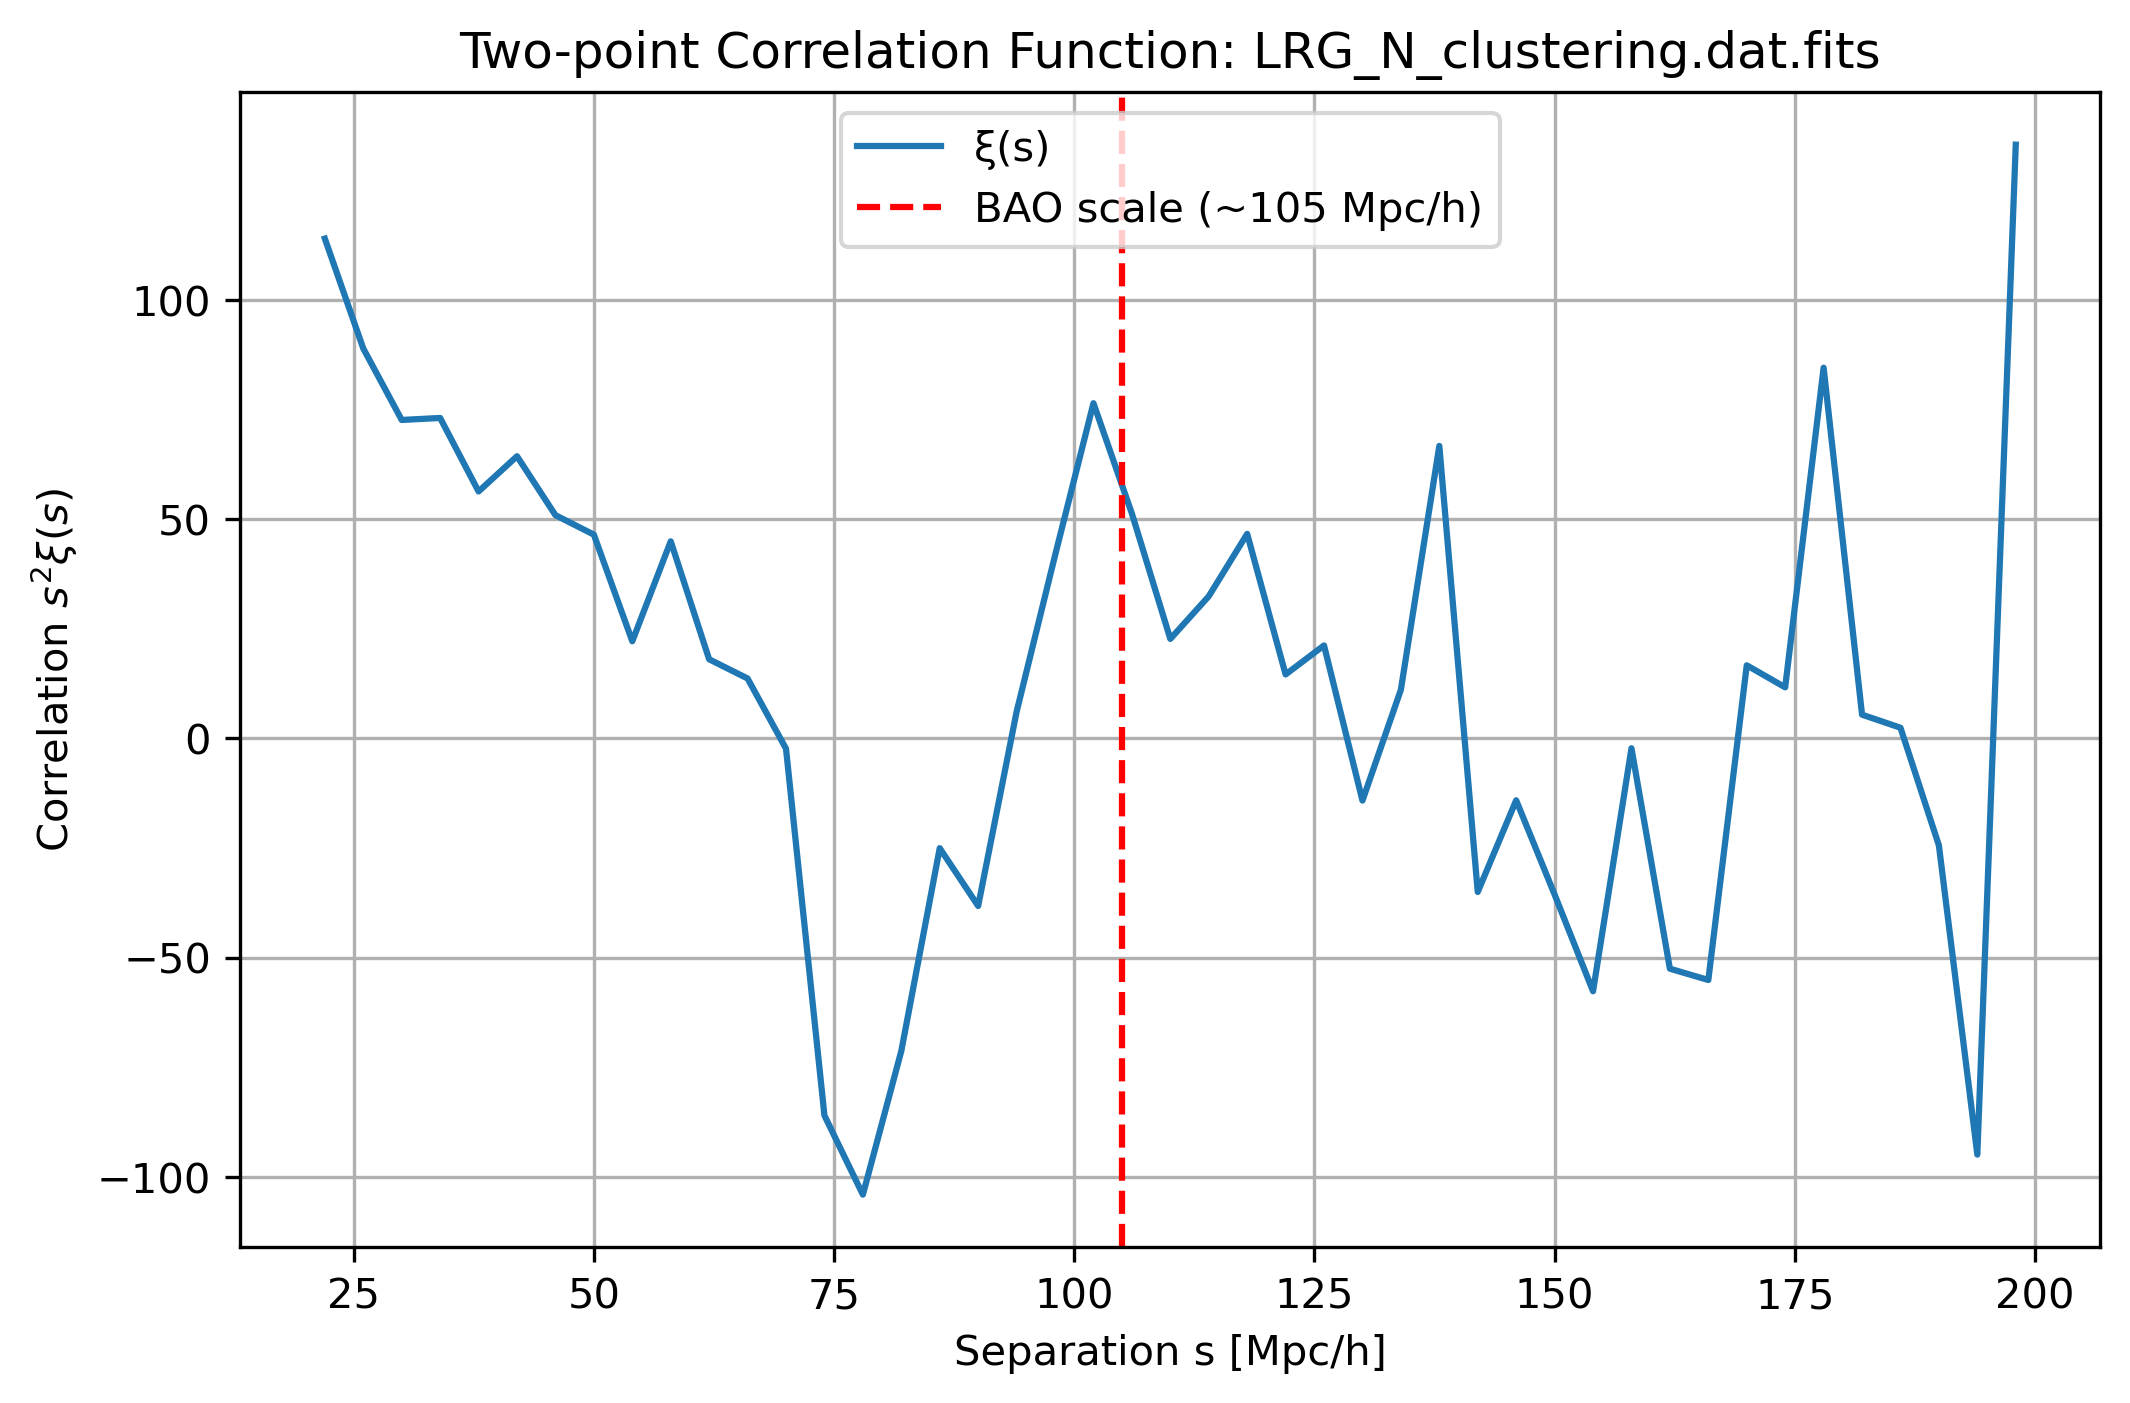 Two-point Correlation Function: LRG_N_clustering.dat.fits
ξ(s)
BAO scale (~105 Mpc/h)
Correlation s²ξ(s)
100
50
0
−50
−100
25 50 75 100 125 150 175 200
Separation s [Mpc/h]